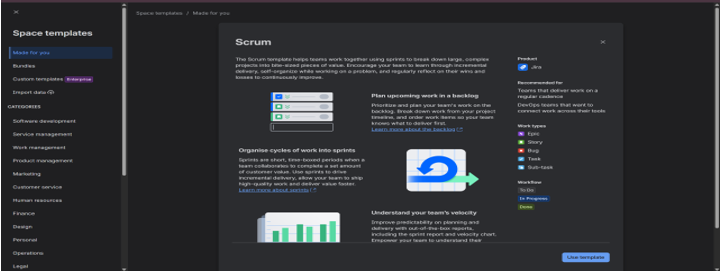 Space templates
Made for you
Bundles
Custom templates Enterprise
Import data
CATEGORIES
Software development
Service management
Work management
Product management
Marketing
Customer service
Human resources
Finance
Design
Personal
Operations
Legal
Space templates / Made for you
Scrum
The Scrum template helps teams work together using sprints to break down large, complex
projects into bite-sized pieces of value. Encourage your team to learn through incremental
delivery, self-organize while working on a problem, and regularly reflect on their wins and
losses to continuously improve.
Plan upcoming work in a backlog
Prioritize and plan your team's work on the
backlog. Break down work from your project
timeline, and order work items so your team
knows what to deliver first.
Learn more about the backlog
Organise cycles of work into sprints
Sprints are short, time-boxed periods when a
team collaborates to complete a set amount
of customer value. Use sprints to drive
incremental delivery, allow your team to ship
high-quality work and deliver value faster.
Learn more about sprints
Understand your team's velocity
Improve predictability on planning and
delivery with out-of-the-box reports,
including the sprint report and velocity chart.
Empower your team to understand their
Product
Jira
Recommended for
Teams that deliver work on a
regular cadence
DevOps teams that want to
connect work across their tools
Work types
Epic
Story
Bug
Task
Sub-task
Workflow
To Do
In Progress
Done
Use template